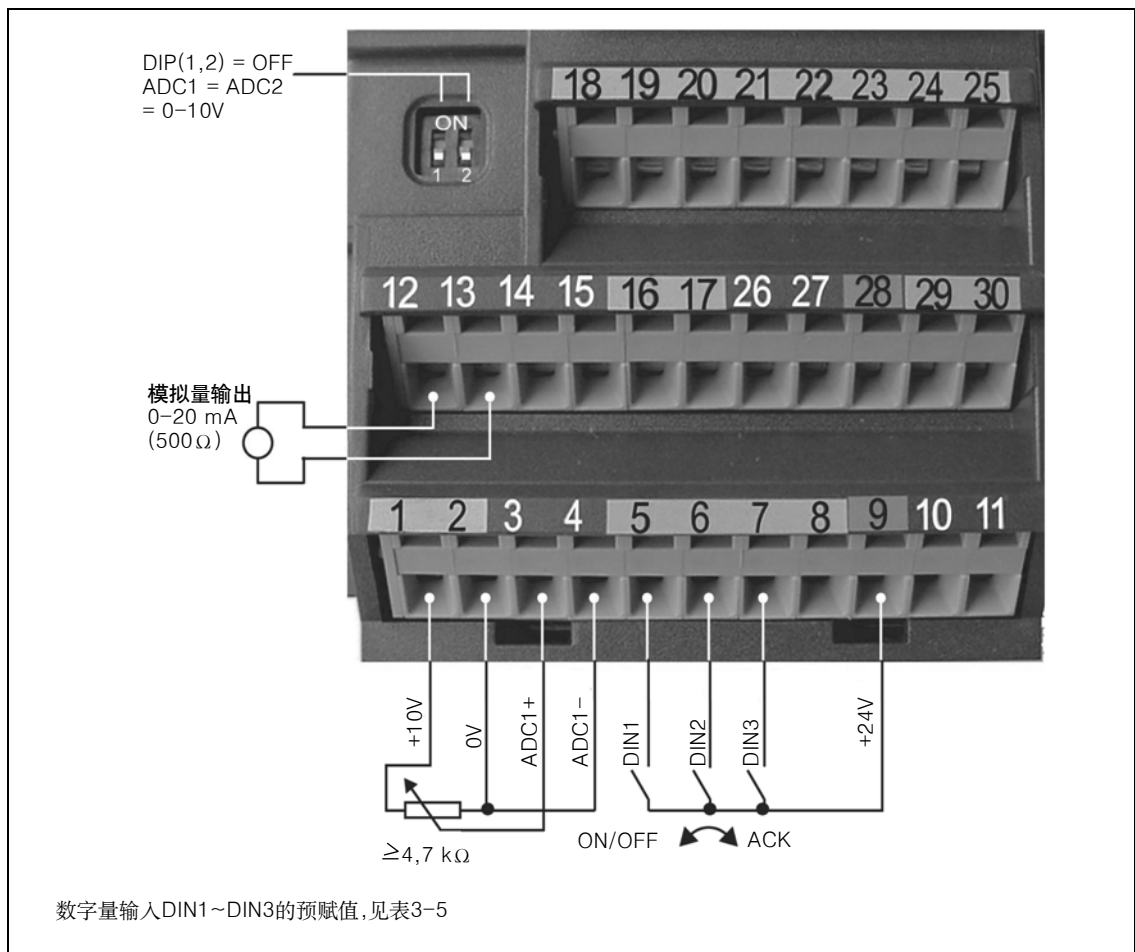 DIP(1,2) = OFF
ADC1 = ADC2
= 0-10V
ON
1 2
18 19 20 21 22 23 24 25
12 13 14 15 16 17 26 27 28 29 30
模拟量输出
0-20 mA
(500Ω)
1 2 3 4 5 6 7 8 9 10 11
+10V
0V
ADC1+
ADC1-
DIN1
DIN2
DIN3
+24V
≥4,7 kΩ
ON/OFF
ACK
数字量输入DIN1~DIN3的预赋值,见表3-5